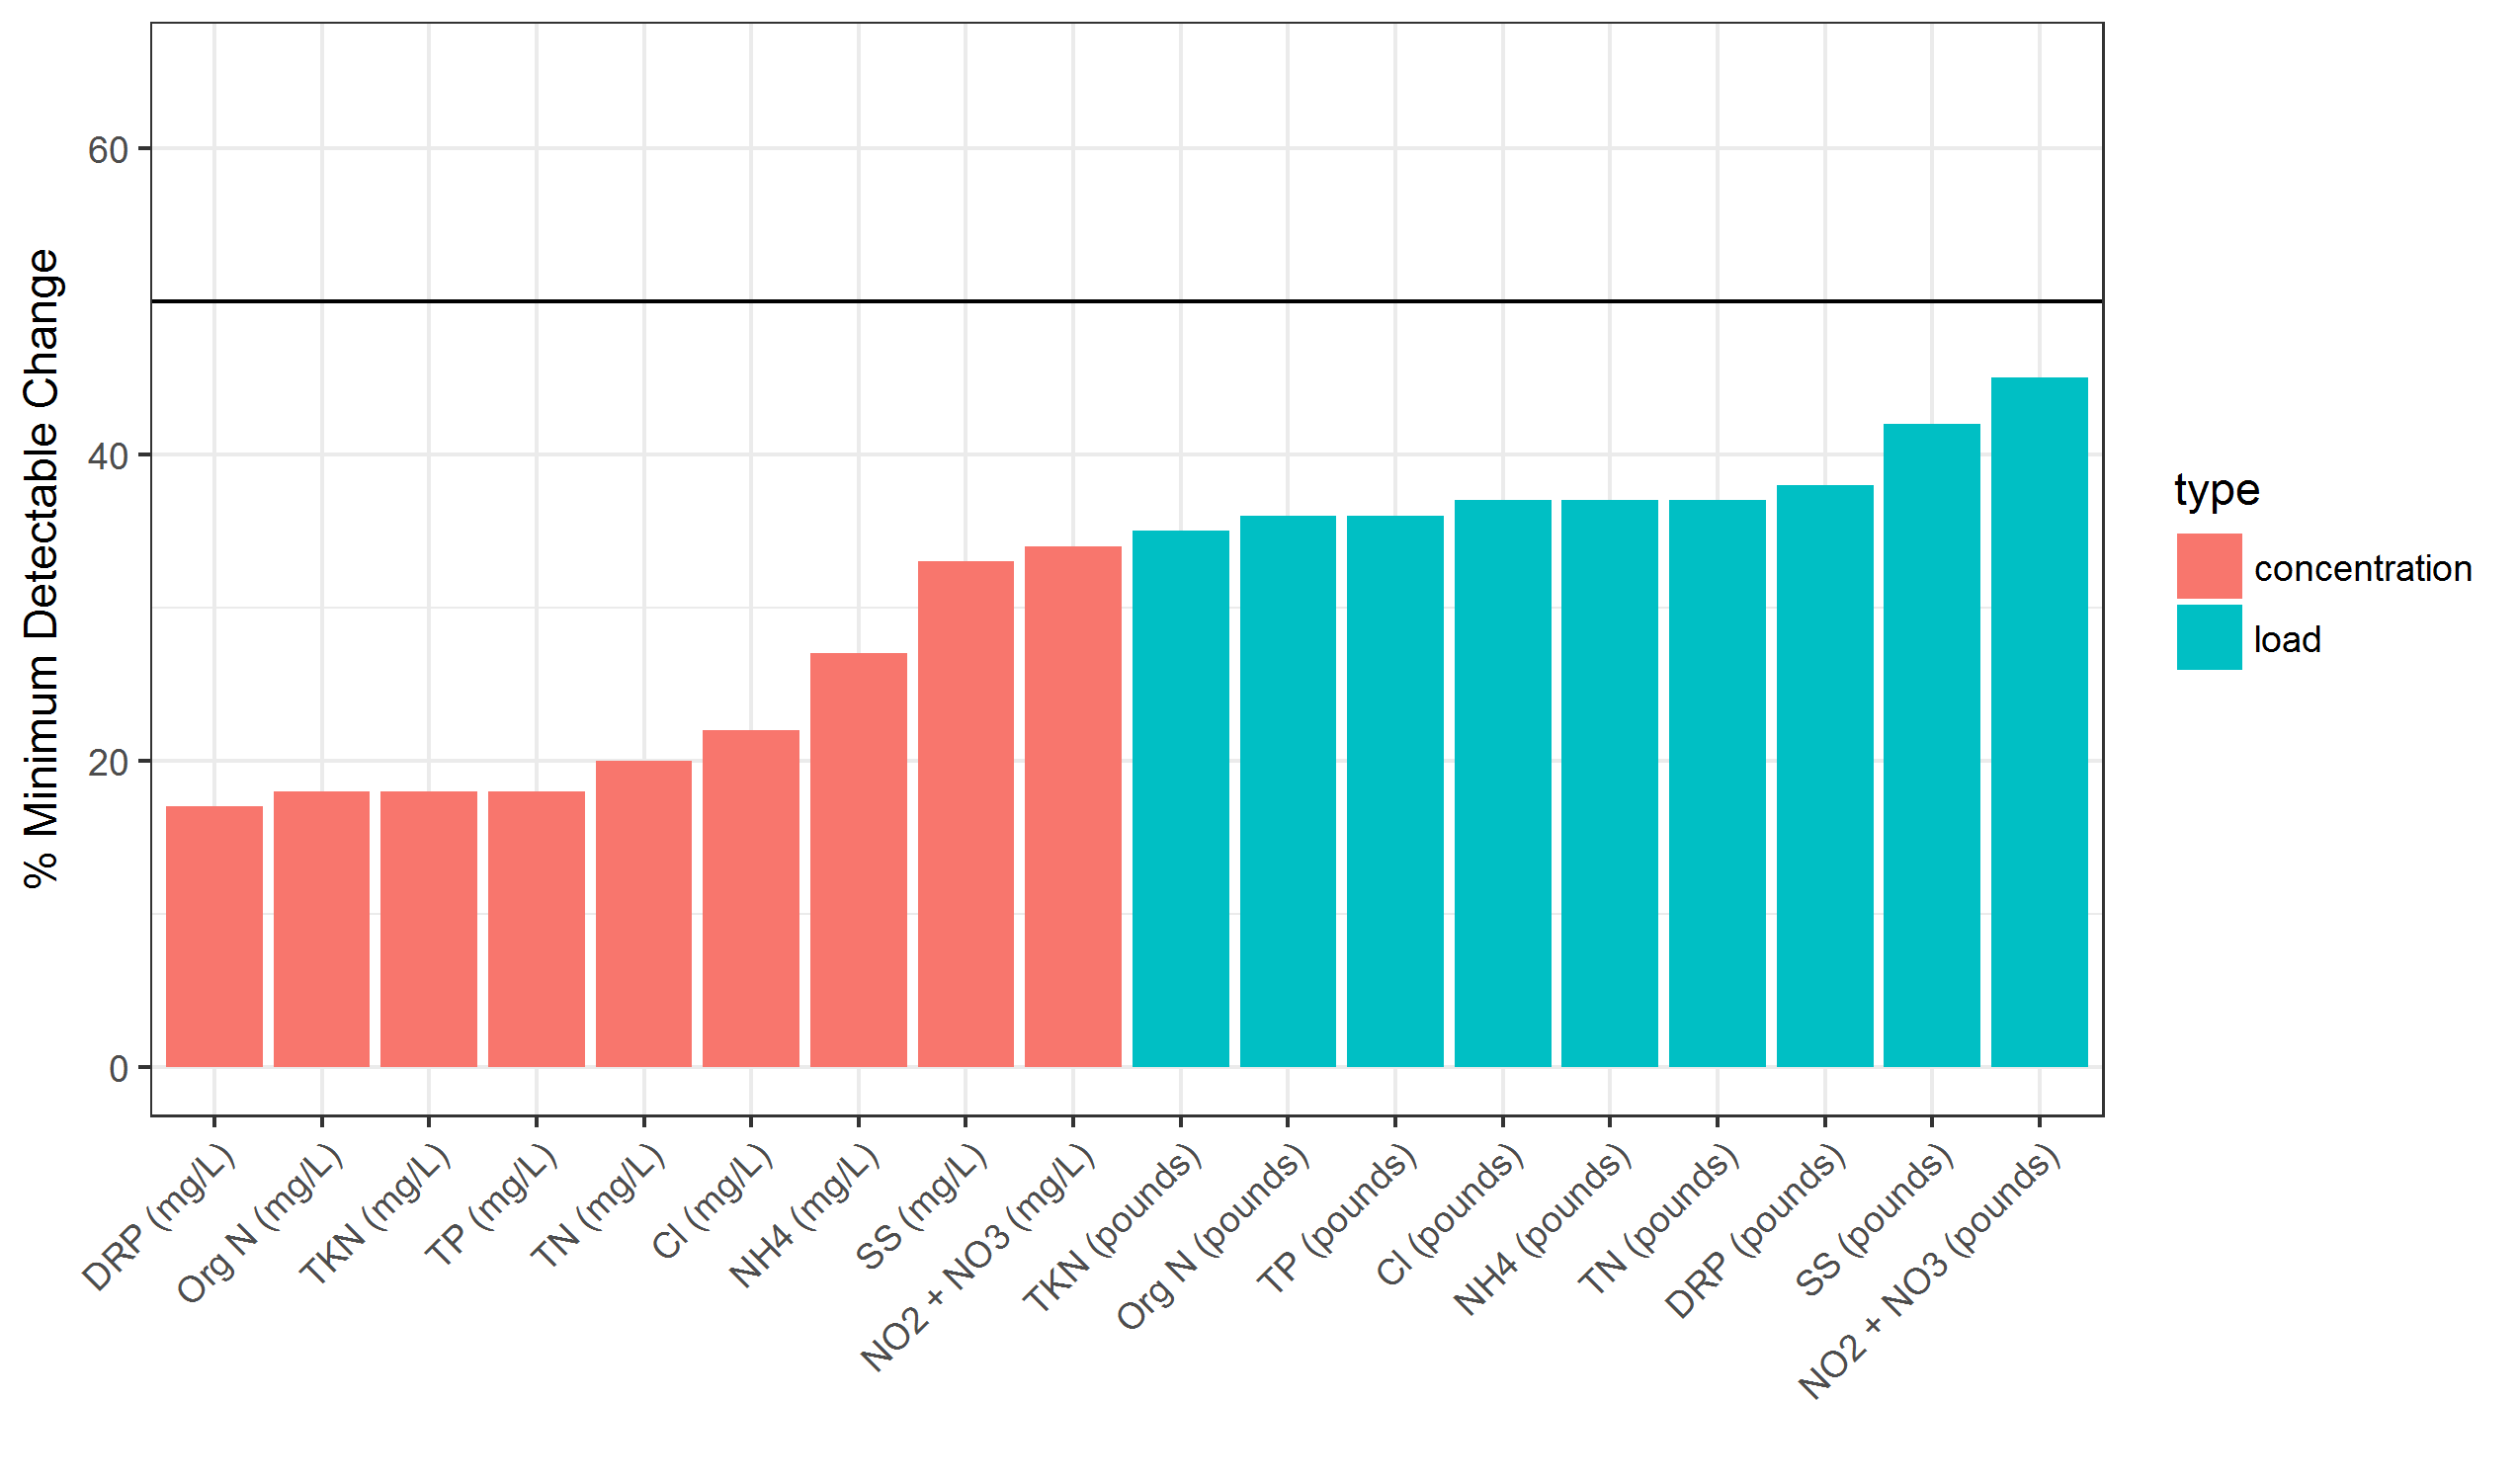 % Minimum Detectable Change
60
40
20
0
DRP (mg/L)
Org N (mg/L)
TKN (mg/L)
TP (mg/L)
TN (mg/L)
Cl (mg/L)
NH4 (mg/L)
SS (mg/L)
NO2 + NO3 (mg/L)
TKN (pounds)
Org N (pounds)
TP (pounds)
Cl (pounds)
NH4 (pounds)
TN (pounds)
DRP (pounds)
SS (pounds)
NO2 + NO3 (pounds)
type
concentration
load